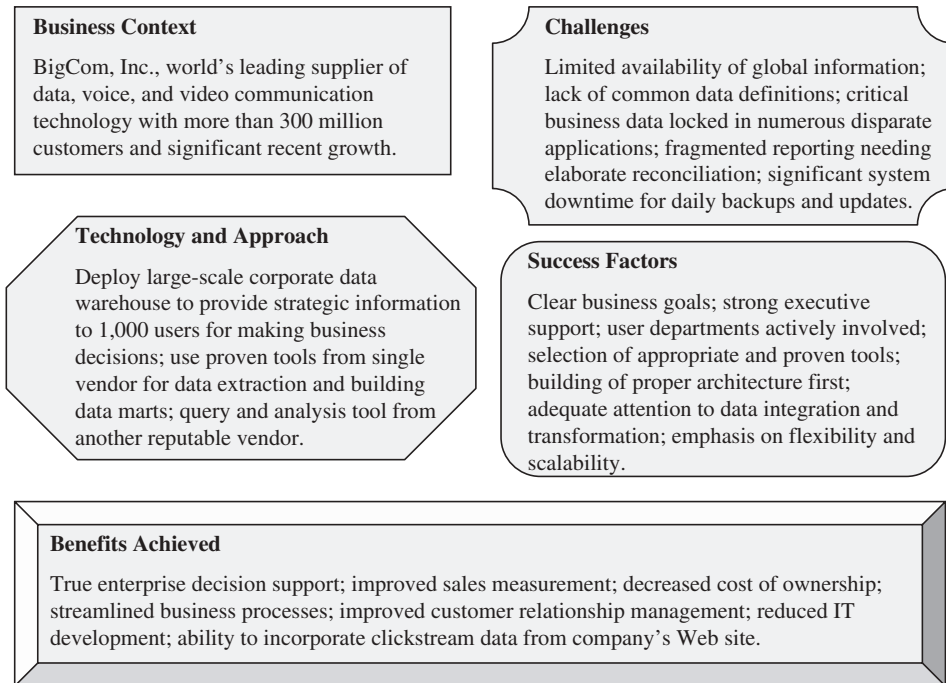 Business Context
BigCom, Inc., world's leading supplier of
data, voice, and video communication
technology with more than 300 million
customers and significant recent growth.
Challenges
Limited availability of global information;
lack of common data definitions; critical
business data locked in numerous disparate
applications; fragmented reporting needing
elaborate reconciliation; significant system
downtime for daily backups and updates.
Technology and Approach
Deploy large-scale corporate data
warehouse to provide strategic information
to 1,000 users for making business
decisions; use proven tools from single
vendor for data extraction and building
data marts; query and analysis tool from
another reputable vendor.
Success Factors
Clear business goals; strong executive
support; user departments actively involved;
selection of appropriate and proven tools;
building of proper architecture first;
adequate attention to data integration and
transformation; emphasis on flexibility and
scalability.
Benefits Achieved
True enterprise decision support; improved sales measurement; decreased cost of ownership;
streamlined business processes; improved customer relationship management; reduced IT
development; ability to incorporate clickstream data from company's Web site.